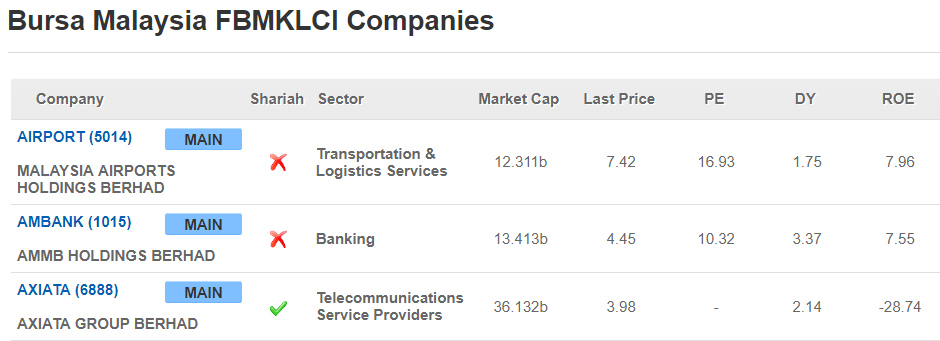 Bursa Malaysia FBMKLCI Companies
Company Shariah Sector Market Cap Last Price PE DY ROE
AIRPORT (5014) MAIN
MALAYSIA AIRPORTS
HOLDINGS BERHAD
Transportation &
Logistics Services
12.311b 7.42 16.93 1.75 7.96
AMBANK (1015) MAIN
AMMB HOLDINGS BERHAD
Banking 13.413b 4.45 10.32 3.37 7.55
AXIATA (6888) MAIN
AXIATA GROUP BERHAD
Telecommunications
Service Providers
36.132b 3.98 - 2.14 -28.74